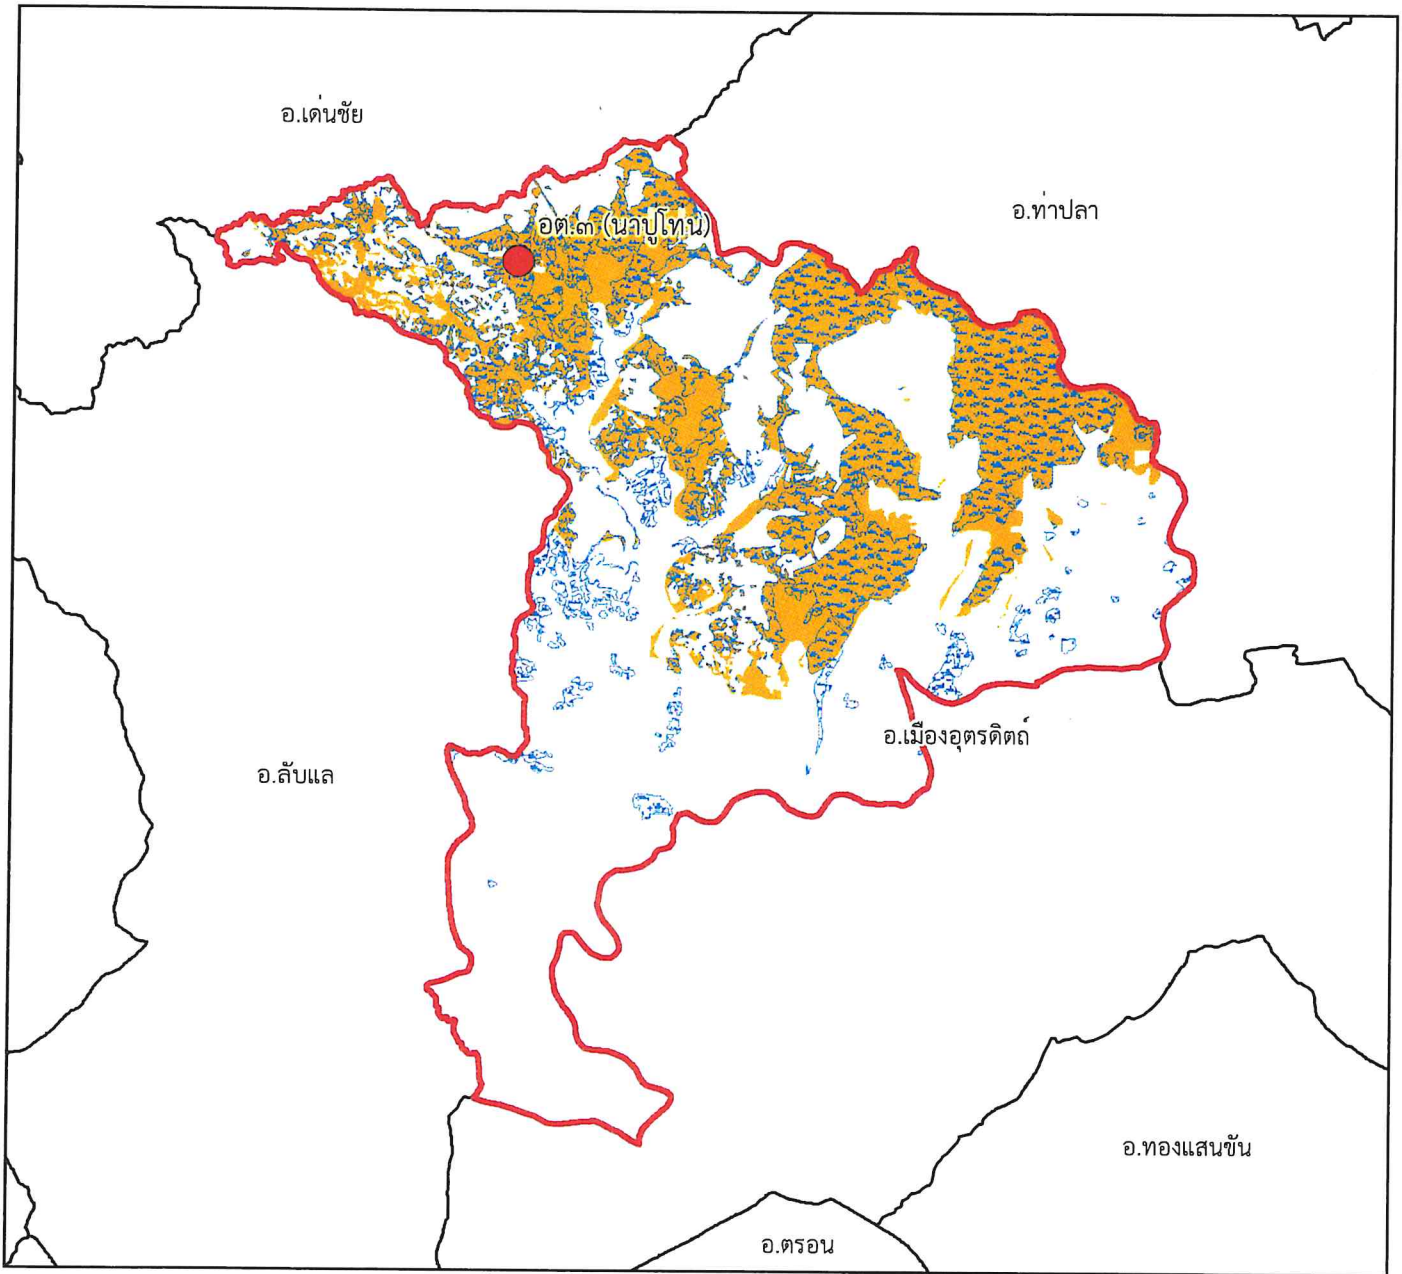 อ.เด่นชัย
อ.ท่าปลา
อต.๓ (นาปูโทน)
อ.เมืองอุตรดิตถ์
อ.ลับแล
อ.ทองแสนขัน
อ.ตรอน